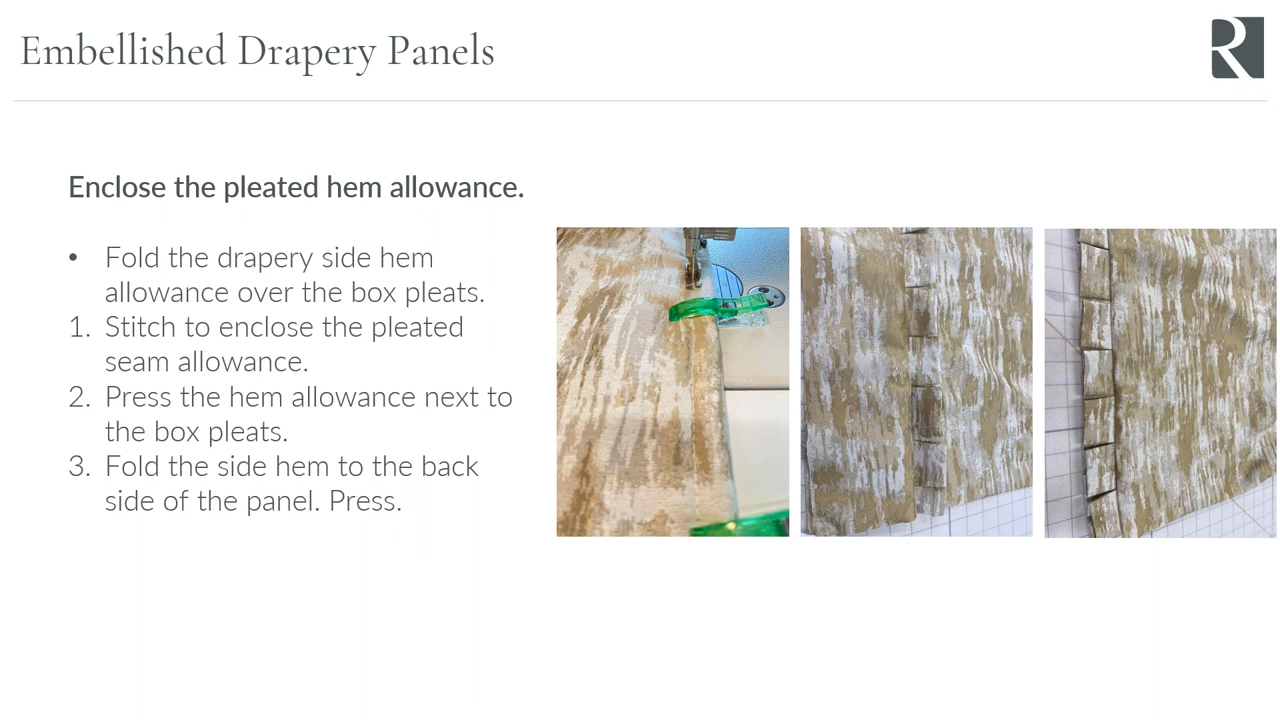 Embellished Drapery Panels
R
Enclose the pleated hem allowance.
• Fold the drapery side hem
allowance over the box pleats.
1. Stitch to enclose the pleated
seam allowance.
2. Press the hem allowance next to
the box pleats.
3. Fold the side hem to the back
side of the panel. Press.